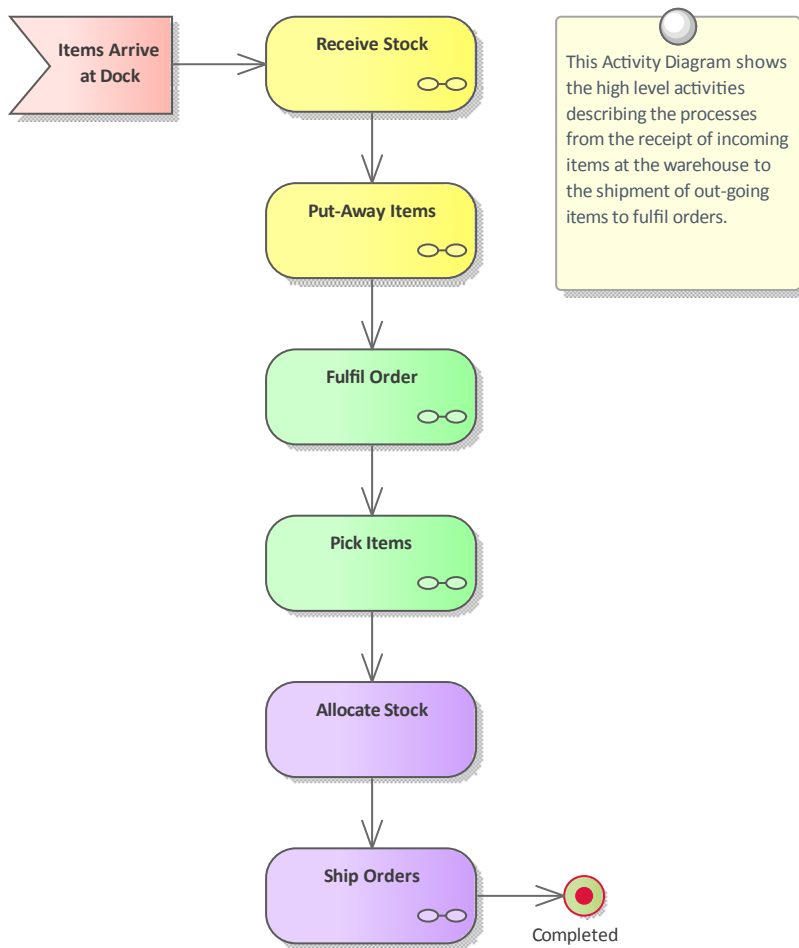 Items Arrive
at Dock
Receive Stock
This Activity Diagram shows
the high level activities
describing the processes
from the receipt of incoming
items at the warehouse to
the shipment of out-going
items to fulfil orders.
Put-Away Items
Fulfil Order
Pick Items
Allocate Stock
Ship Orders
Completed